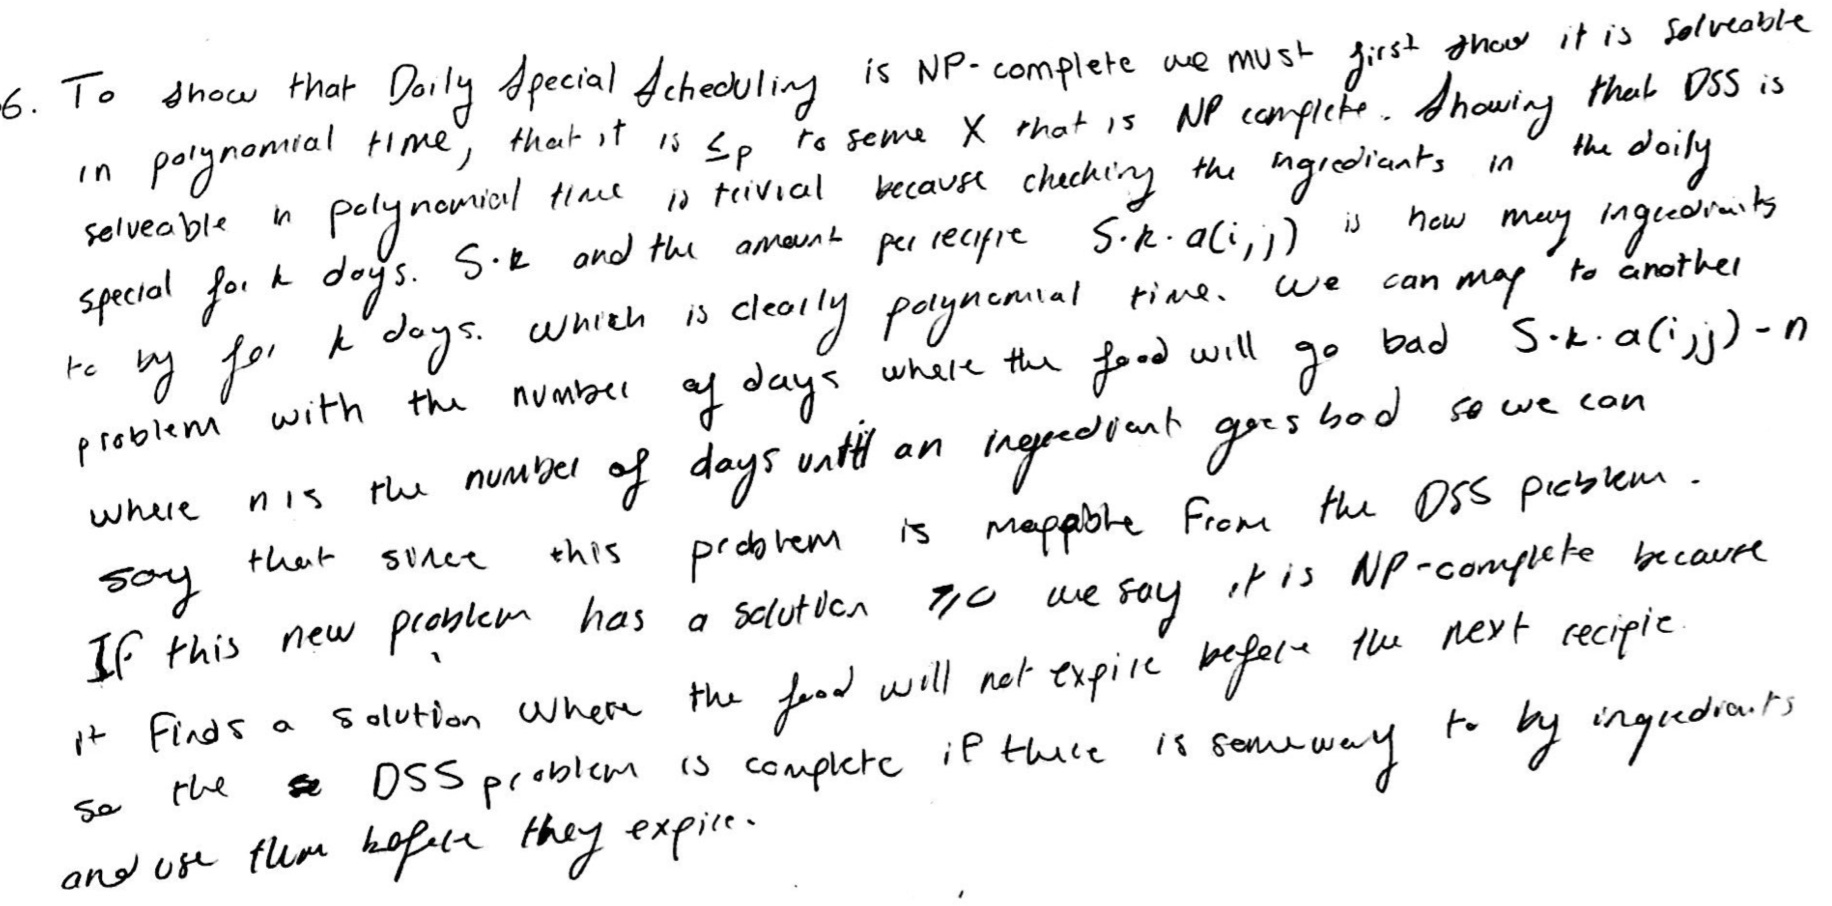 6. To show that Daily Special Scheduling is NP-complete we must first show it is solveable
in polynomial time, that it is ≤p to some X that is NP complete. Showing that DSS is
solveable in polynomial time is trivial because checking the ingrediants in the daily
special for k days. S·k and the amount per recipie S·k·a(i,j) is how many ingrediants
to by for k days. Which is clearly polynomial time. We can map to another
problem with the number of days where the food will go bad S·k·a(i,j)-n
where n is the number of days until an ingrediant goes bad so we can
say that since this problem is mappable from the DSS problem.
If this new problem has a solution ≥0 we say it is NP-complete because
it finds a solution where the food will not expire before the next recipie.
so the DSS problem is complete if there is someway to by ingrediants
and use them before they expire.